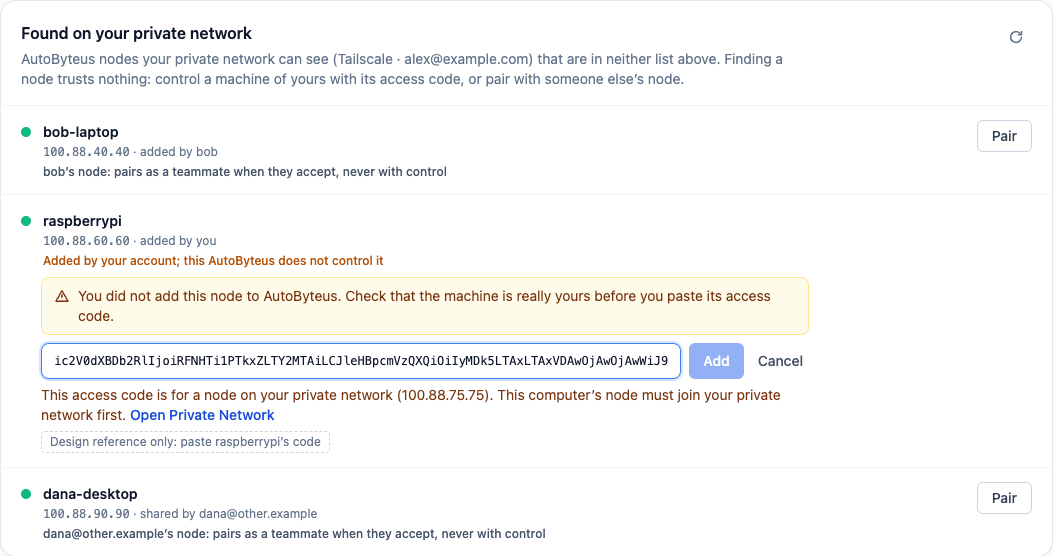 Found on your private network
AutoByteus nodes your private network can see (Tailscale · alex@example.com) that are in neither list above. Finding a
node trusts nothing: control a machine of yours with its access code, or pair with someone else’s node.
bob-laptop
Pair
100.88.40.40 · added by bob
bob’s node: pairs as a teammate when they accept, never with control
raspberrypi
100.88.60.60 · added by you
Added by your account; this AutoByteus does not control it
You did not add this node to AutoByteus. Check that the machine is really yours before you paste its access
code.
ic2V0dXBDb2RlIjoiRFNHTi1PTkxZLTY2MTAiLCJleHBpcmVzQXQiOiIyMDk5LTAxLTAxVDAwOjAwOjAwWiJ9
Add
Cancel
This access code is for a node on your private network (100.88.75.75). This computer’s node must join your private
network first. Open Private Network
Design reference only: paste raspberrypi’s code
dana-desktop
Pair
100.88.90.90 · shared by dana@other.example
dana@other.example’s node: pairs as a teammate when they accept, never with control